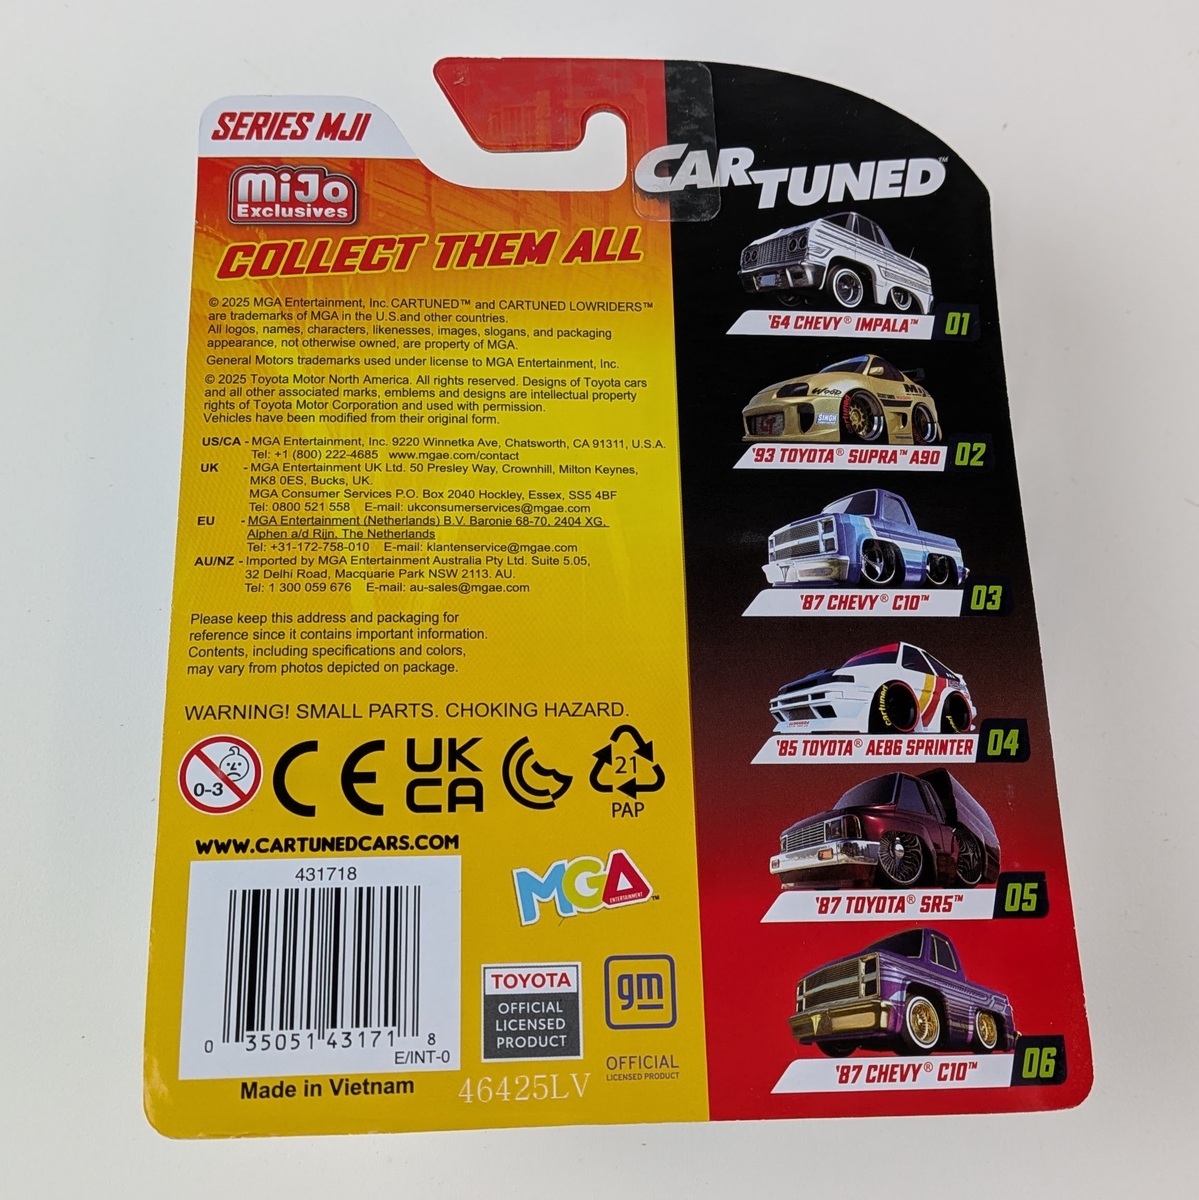 SERIES MJI
MiJo
Exclusives
COLLECT THEM ALL
© 2025 MGA Entertainment, Inc. CARTUNED™ and CARTUNED LOWRIDERS™
are trademarks of MGA in the U.S.and other countries.
All logos, names, characters, likenesses, images, slogans, and packaging
appearance, not otherwise owned, are property of MGA.
General Motors trademarks used under license to MGA Entertainment, Inc.
© 2025 Toyota Motor North America. All rights reserved. Designs of Toyota cars
and all other associated marks, emblems and designs are intellectual property
rights of Toyota Motor Corporation and used with permission.
Vehicles have been modified from their original form.
US/CA - MGA Entertainment, Inc. 9220 Winnetka Ave, Chatsworth, CA 91311, U.S.A.
Tel: +1 (800) 222-4685 www.mgae.com/contact
UK - MGA Entertainment UK Ltd. 50 Presley Way, Crownhill, Milton Keynes,
MK8 0ES, Bucks, UK.
MGA Consumer Services P.O. Box 2040 Hockley, Essex, SS5 4BF
Tel: 0800 521 558 E-mail: ukconsumerservices@mgae.com
EU - MGA Entertainment (Netherlands) B.V. Baronie 68-70, 2404 XG,
Alphen a/d Rijn, The Netherlands
Tel: +31-172-758-010 E-mail: klantenservice@mgae.com
AU/NZ - Imported by MGA Entertainment Australia Pty Ltd. Suite 5.05,
32 Delhi Road, Macquarie Park NSW 2113. AU.
Tel: 1 300 059 676 E-mail: au-sales@mgae.com
Please keep this address and packaging for
reference since it contains important information.
Contents, including specifications and colors,
may vary from photos depicted on package.
WARNING! SMALL PARTS. CHOKING HAZARD.
0-3
CE
UK
CA
21
PAP
WWW.CARTUNEDCARS.COM
431718
0 35051 43171 8
E/INT-0
Made in Vietnam
MGA
ENTERTAINMENT
™
TOYOTA
OFFICIAL
LICENSED
PRODUCT
gm
OFFICIAL
LICENSED PRODUCT
46425LV
CARTUNED™
'64 CHEVY® IMPALA™ 01
'93 TOYOTA® SUPRA™ A90 02
'87 CHEVY® C10™ 03
cartuned
'85 TOYOTA® AE86 SPRINTER 04
'87 TOYOTA® SR5™ 05
'87 CHEVY® C10™ 06